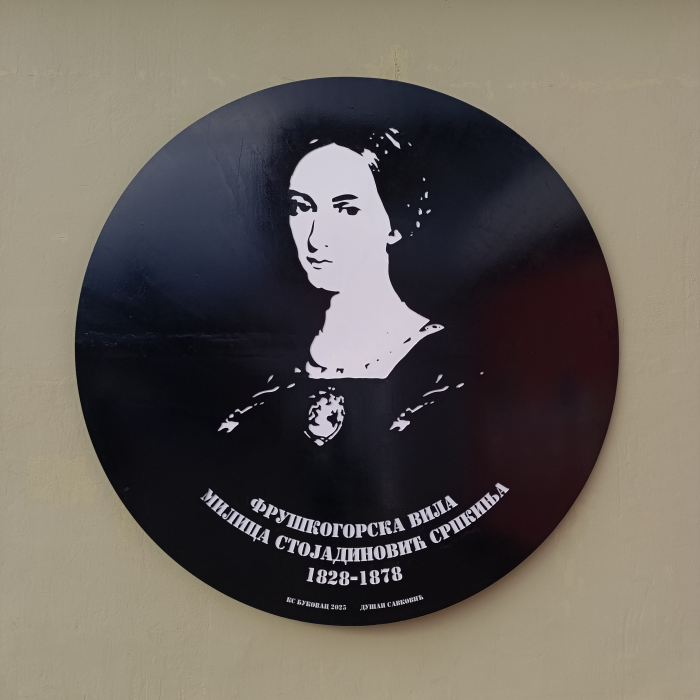 ФРУШКОГОРСКА ВИЛА
МИЛИЦА СТОЈАДИНОВИЋ СРПКИЊА
1828-1878
КС БУКОВАЦ 2025 ДУШАН САВКОВИЋ